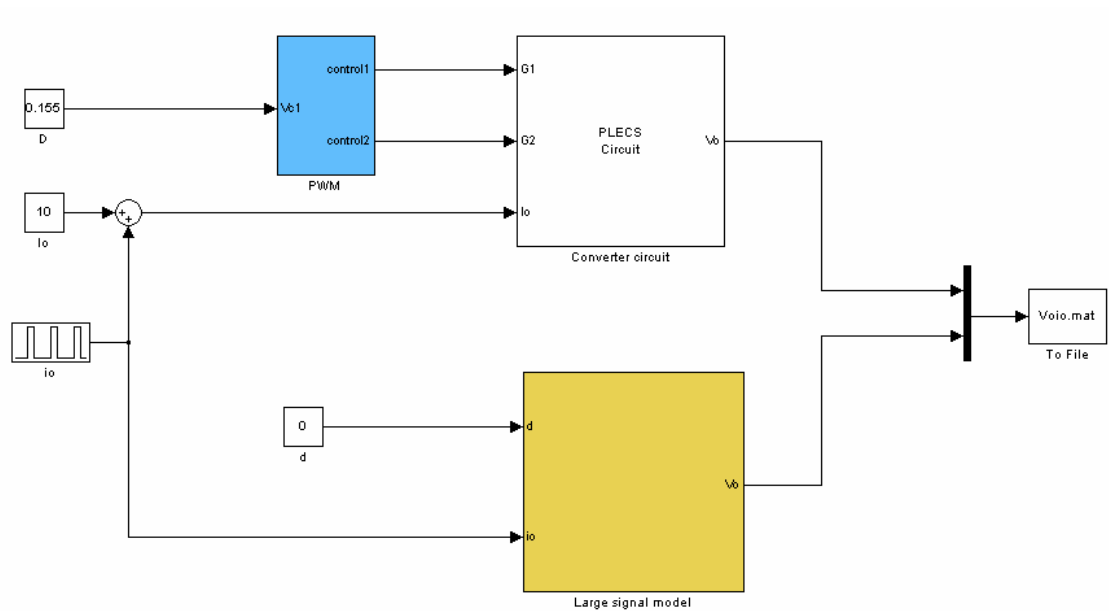 0.155
D
Vc1
control1
control2
PWM
G1
G2
Io
PLECS
Circuit
Vo
Converter circuit
10
Io
io
0
d
d
io
Vo
Large signal model
Voio.mat
To File